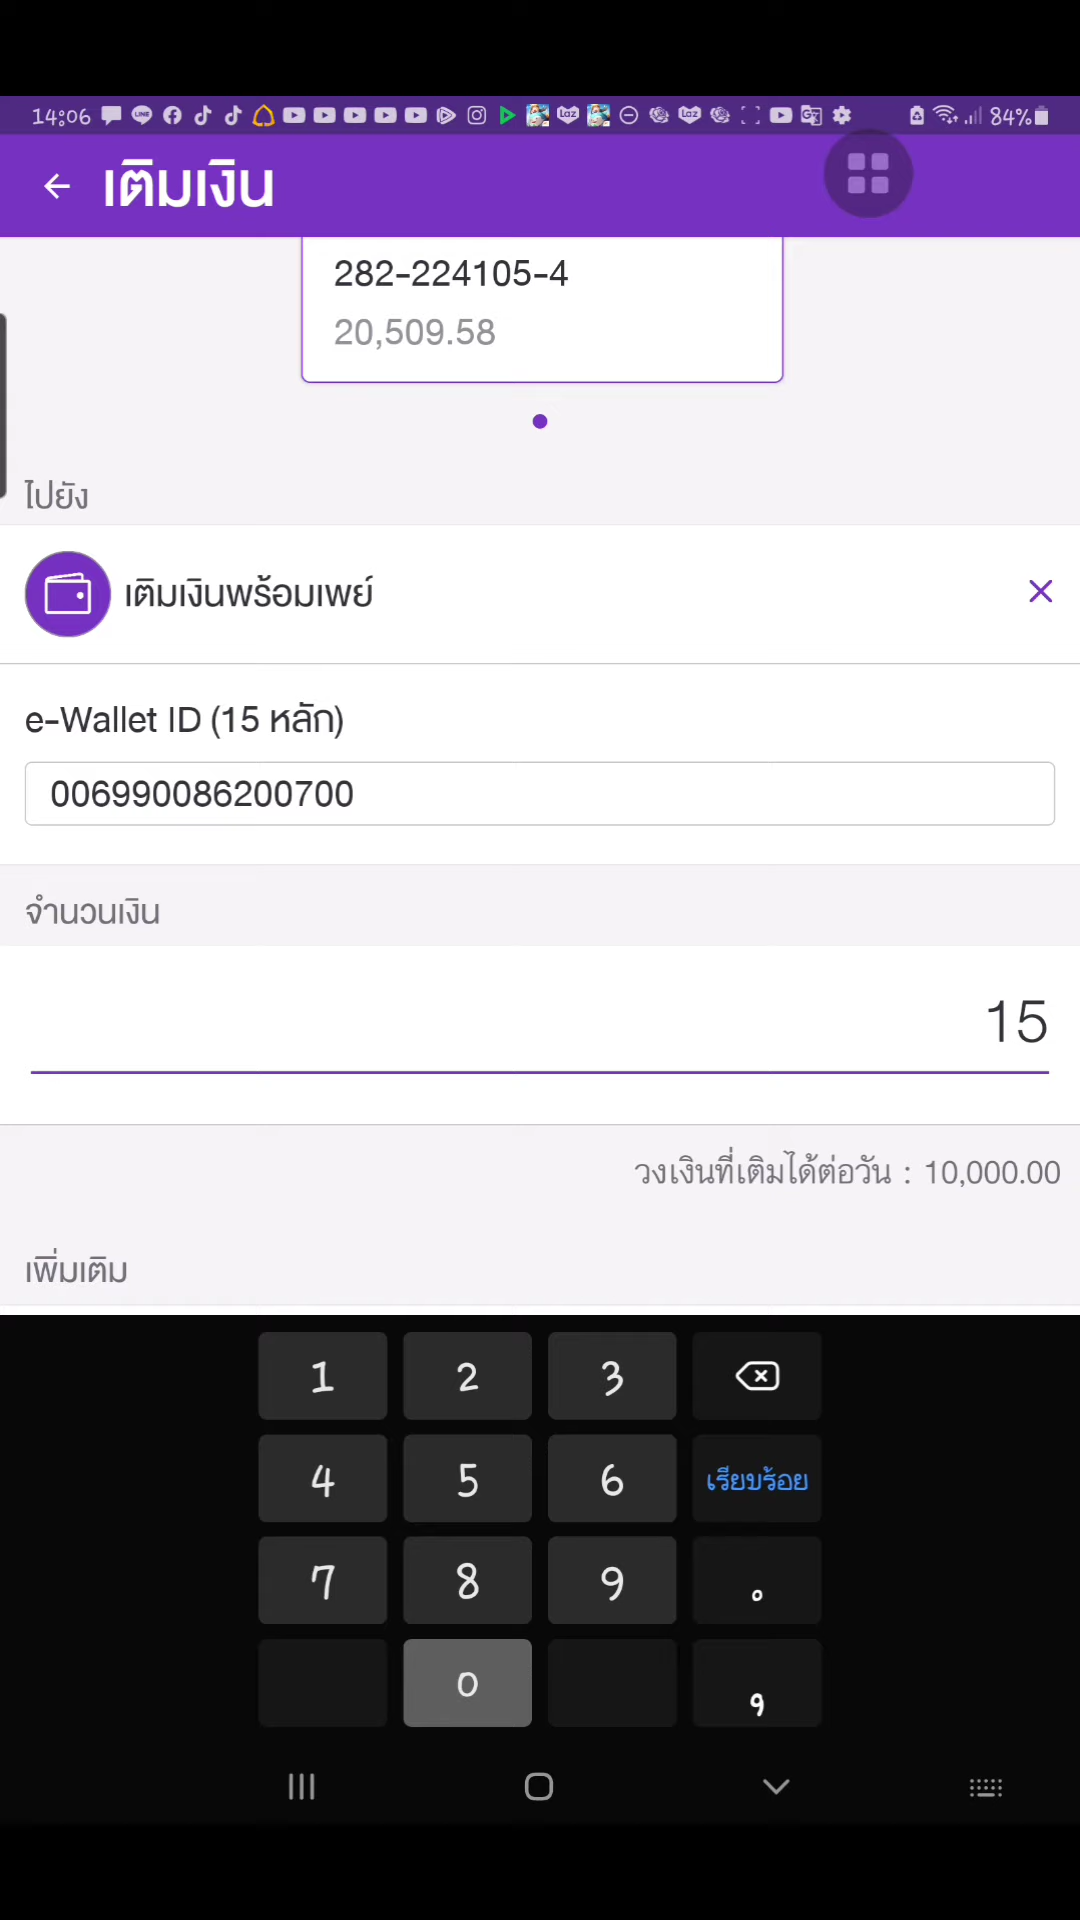 14:06
84%
เติมเงิน
282-224105-4
20,509.58
ไปยัง
เติมเงินพร้อมเพย์
e-Wallet ID (15 หลัก)
006990086200700
จำนวนเงิน
15
วงเงินที่เติมได้ต่อวัน : 10,000.00
เพิ่มเติม
1 2 3
4 5 6 เรียบร้อย
7 8 9 .
0 ,